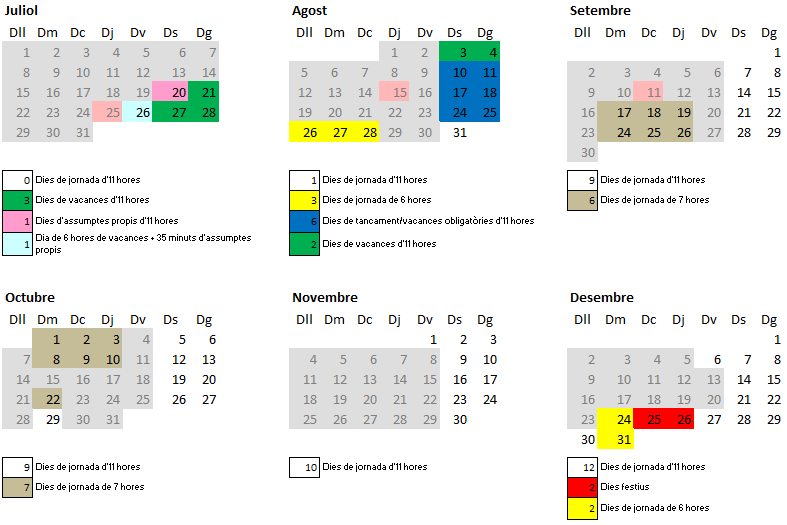 Juliol
Dll Dm Dc Dj Dv Ds Dg
1 2 3 4 5 6 7
8 9 10 11 12 13 14
15 16 17 18 19 20 21
22 23 24 25 26 27 28
29 30 31
0 Dies de jornada d'11 hores
3 Dies de vacances d'11 hores
1 Dies d'assumptes propis d'11 hores
1 Dia de 6 hores de vacances + 35 minuts d'assumptes
propis
Agost
Dll Dm Dc Dj Dv Ds Dg
1 2 3 4
5 6 7 8 9 10 11
12 13 14 15 16 17 18
19 20 21 22 23 24 25
26 27 28 29 30 31
1 Dies de jornada d'11 hores
3 Dies de jornada de 6 hores
6 Dies de tancament/vacances obligatòries d'11 hores
2 Dies de vacances d'11 hores
Setembre
Dll Dm Dc Dj Dv Ds Dg
1
2 3 4 5 6 7 8
9 10 11 12 13 14 15
16 17 18 19 20 21 22
23 24 25 26 27 28 29
30
9 Dies de jornada d'11 hores
6 Dies de jornada de 7 hores
Octubre
Dll Dm Dc Dj Dv Ds Dg
1 2 3 4 5 6
7 8 9 10 11 12 13
14 15 16 17 18 19 20
21 22 23 24 25 26 27
28 29 30 31
9 Dies de jornada d'11 hores
7 Dies de jornada de 7 hores
Novembre
Dll Dm Dc Dj Dv Ds Dg
1 2 3
4 5 6 7 8 9 10
11 12 13 14 15 16 17
18 19 20 21 22 23 24
25 26 27 28 29 30
10 Dies de jornada d'11 hores
Desembre
Dll Dm Dc Dj Dv Ds Dg
1
2 3 4 5 6 7 8
9 10 11 12 13 14 15
16 17 18 19 20 21 22
23 24 25 26 27 28 29
30 31
12 Dies de jornada d'11 hores
2 Dies festius
2 Dies de jornada de 6 hores